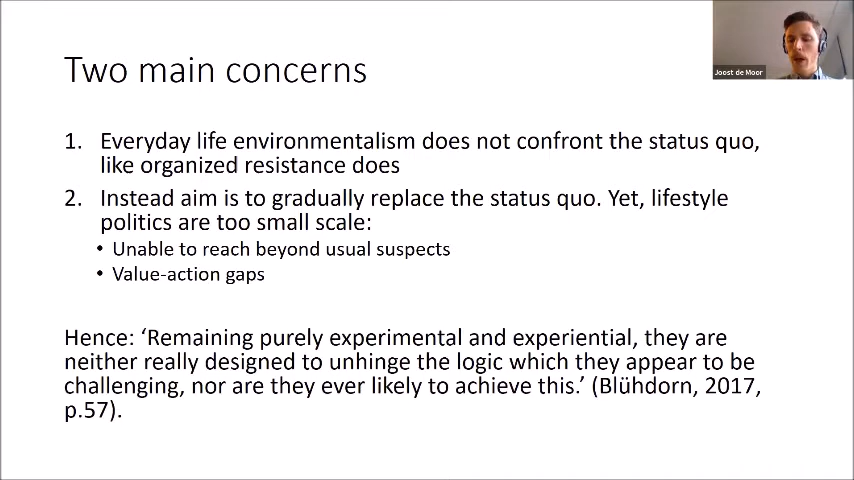 Two main concerns
Joost de Moor
1. Everyday life environmentalism does not confront the status quo,
like organized resistance does
2. Instead aim is to gradually replace the status quo. Yet, lifestyle
politics are too small scale:
• Unable to reach beyond usual suspects
• Value-action gaps
Hence: ‘Remaining purely experimental and experiential, they are
neither really designed to unhinge the logic which they appear to be
challenging, nor are they ever likely to achieve this.’ (Blühdorn, 2017,
p.57).